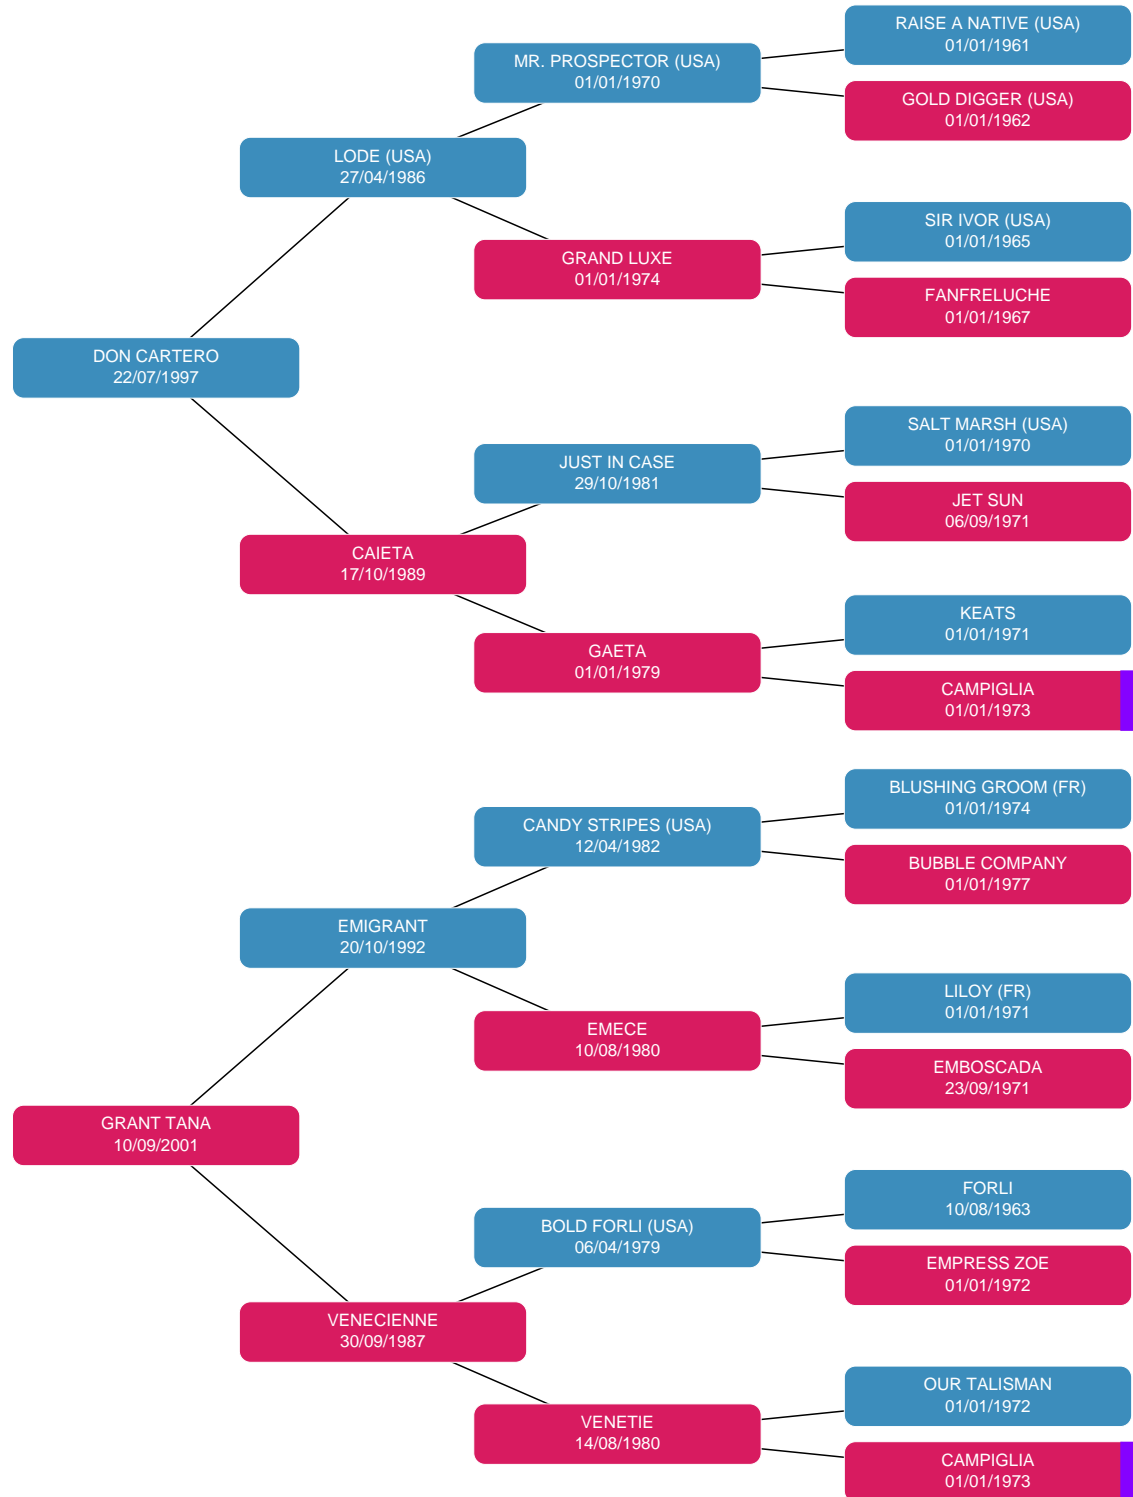 RAISE A NATIVE (USA)
01/01/1961
MR. PROSPECTOR (USA)
01/01/1970
GOLD DIGGER (USA)
01/01/1962
LODE (USA)
27/04/1986
SIR IVOR (USA)
01/01/1965
GRAND LUXE
01/01/1974
FANFRELUCHE
01/01/1967
DON CARTERO
22/07/1997
SALT MARSH (USA)
01/01/1970
JUST IN CASE
29/10/1981
JET SUN
06/09/1971
CAIETA
17/10/1989
KEATS
01/01/1971
GAETA
01/01/1979
CAMPIGLIA
01/01/1973
BLUSHING GROOM (FR)
01/01/1974
CANDY STRIPES (USA)
12/04/1982
BUBBLE COMPANY
01/01/1977
EMIGRANT
20/10/1992
LILOY (FR)
01/01/1971
EMECE
10/08/1980
EMBOSCADA
23/09/1971
GRANT TANA
10/09/2001
FORLI
10/08/1963
BOLD FORLI (USA)
06/04/1979
EMPRESS ZOE
01/01/1972
VENECIENNE
30/09/1987
OUR TALISMAN
01/01/1972
VENETIE
14/08/1980
CAMPIGLIA
01/01/1973